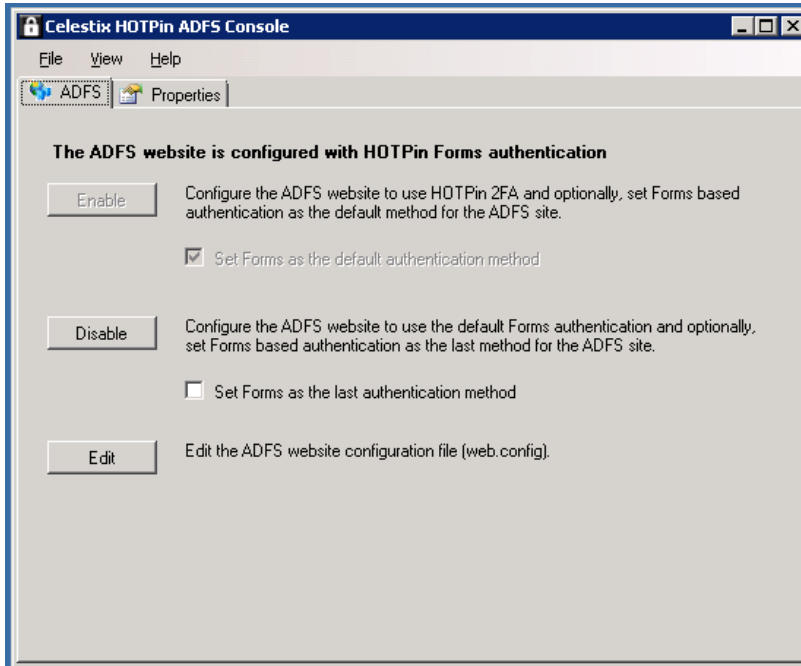 Celestix HOTPin ADFS Console
File View Help
ADFS Properties
The ADFS website is configured with HOTPin Forms authentication
Enable
Configure the ADFS website to use HOTPin 2FA and optionally, set Forms based
authentication as the default method for the ADFS site.
Set Forms as the default authentication method
Disable
Configure the ADFS website to use the default Forms authentication and optionally,
set Forms based authentication as the last method for the ADFS site.
Set Forms as the last authentication method
Edit
Edit the ADFS website configuration file (web.config).